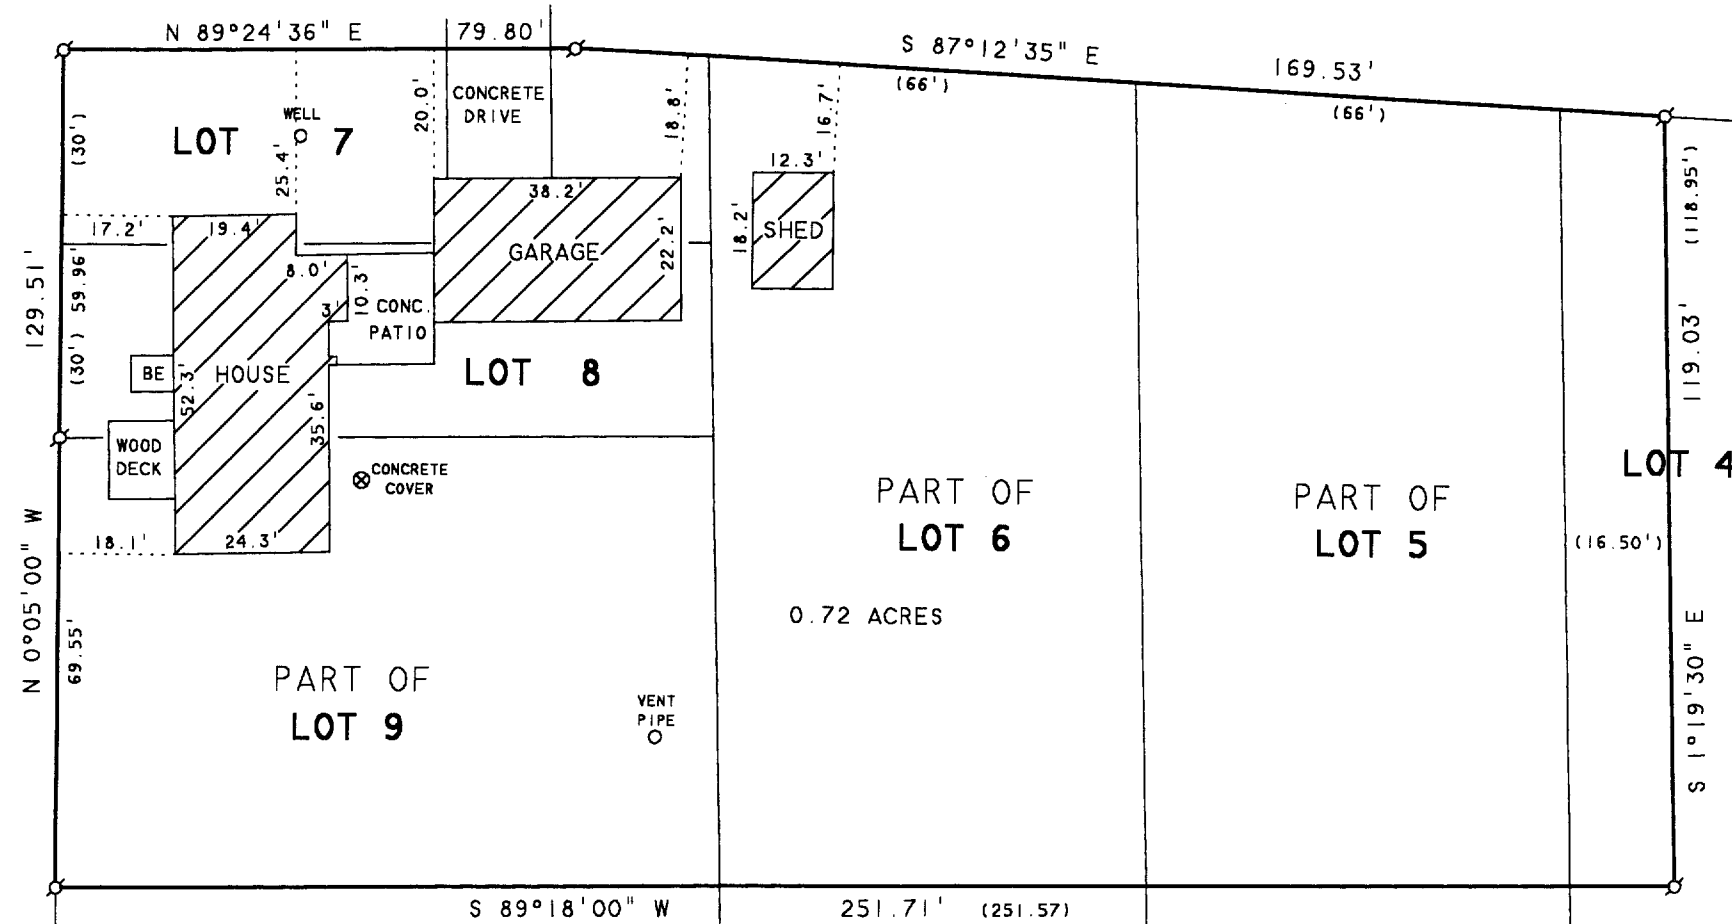 N 89°24'36" E
79.80'
S 87°12'35" E
169.53'
(66')
(66')
CONCRETE
DRIVE
WELL
LOT 7
(30')
25.4'
20.0'
18.8'
16.7'
12.3'
18.2'
SHED
(118.95')
17.2'
19.4'
38.2'
GARAGE
22.2'
8.0'
3'
10.3'
CONC.
PATIO
129.51'
59.96'
(30')
119.03'
BE
HOUSE
52.3'
35.6'
LOT 8
WOOD
DECK
CONCRETE
COVER
LOT 4
PART OF
LOT 6
PART OF
LOT 5
(16.50')
18.1'
24.3'
N 0°05'00" W
69.55'
0.72 ACRES
PART OF
LOT 9
VENT
PIPE
S 1°19'30" E
S 89°18'00" W
251.71' (251.57)